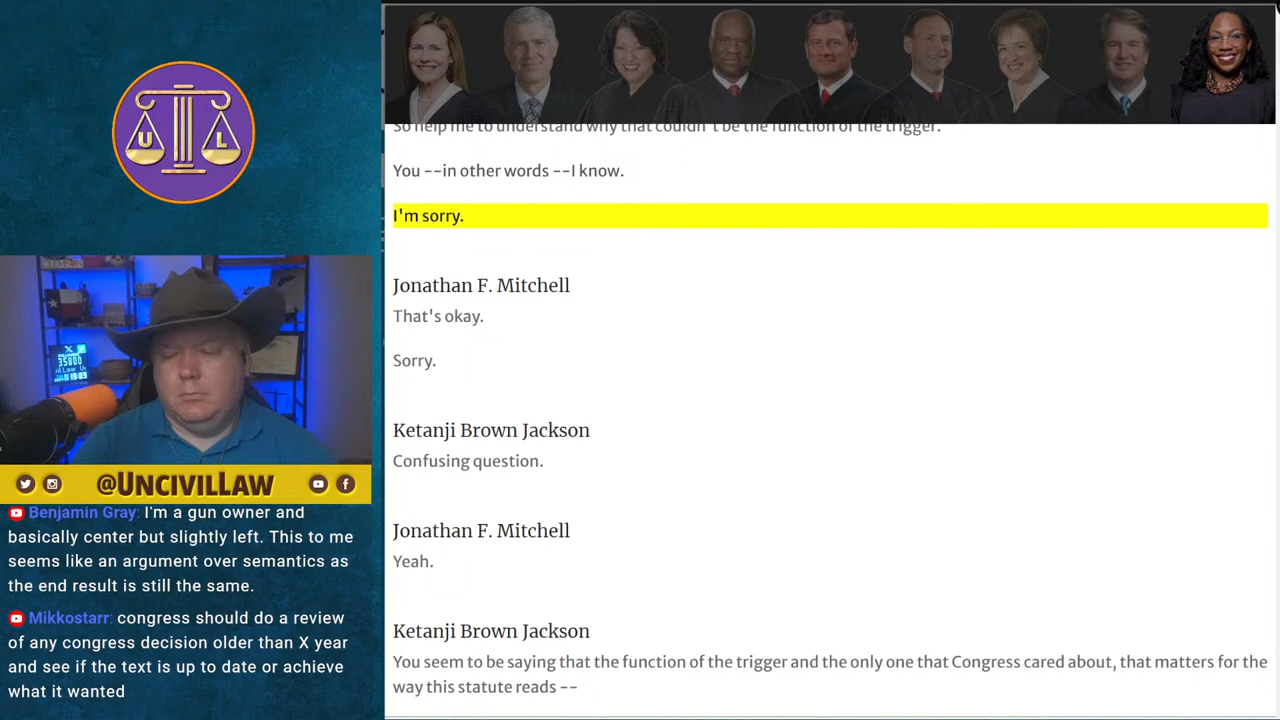 U L
So help me to understand why that couldn't be the function of the trigger.
You --in other words --I know.
I'm sorry.
Jonathan F. Mitchell
That's okay.
Sorry.
Ketanji Brown Jackson
Confusing question.
Jonathan F. Mitchell
Yeah.
Ketanji Brown Jackson
You seem to be saying that the function of the trigger and the only one that Congress cared about, that matters for the
way this statute reads --
35800
@UNCIVILLAW
Benjamin Gray: I'm a gun owner and
basically center but slightly left. This to me
seems like an argument over semantics as
the end result is still the same.
Mikkostarr: congress should do a review
of any congress decision older than X year
and see if the text is up to date or achieve
what it wanted